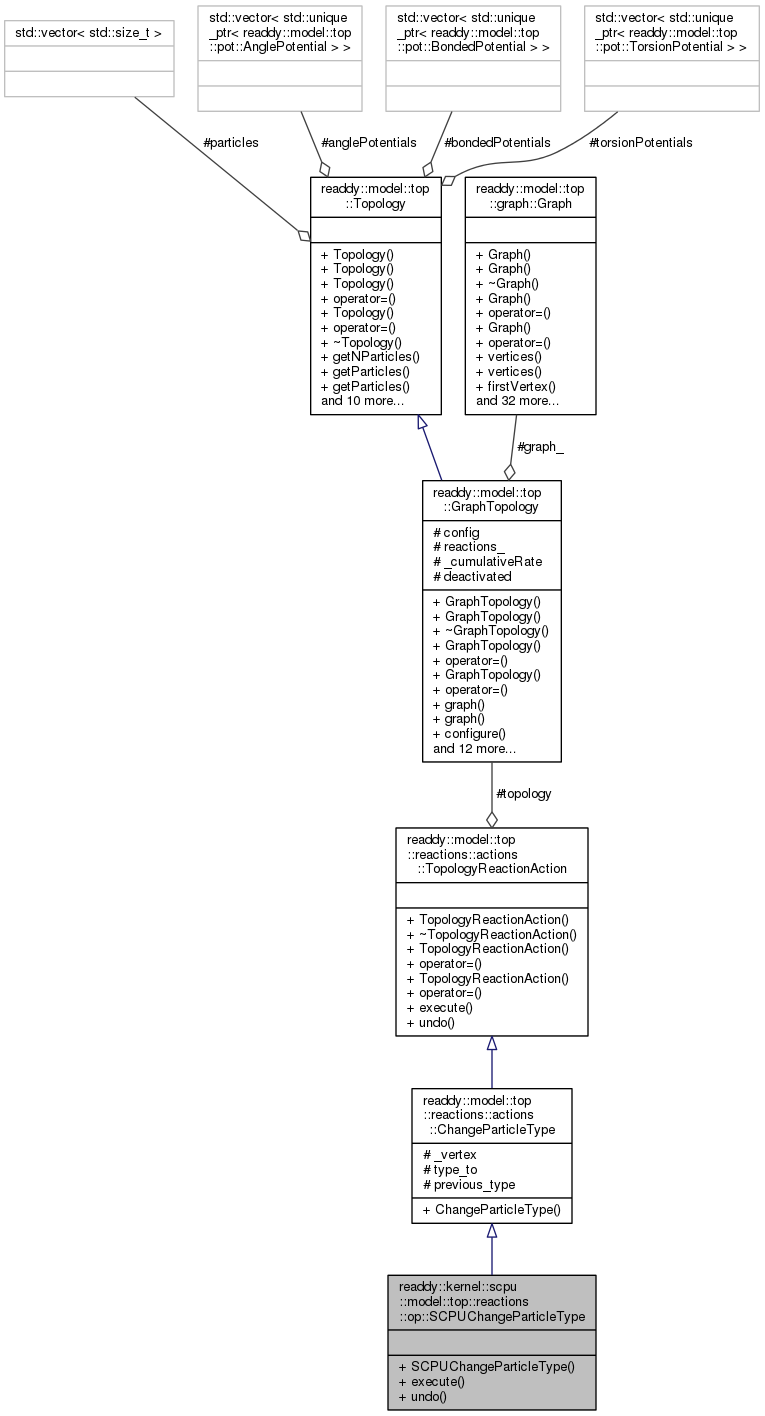 std::vector< std::size_t >
std::vector< std::unique
_ptr< readdy::model::top
::pot::AnglePotential > >
std::vector< std::unique
_ptr< readdy::model::top
::pot::BondedPotential > >
std::vector< std::unique
_ptr< readdy::model::top
::pot::TorsionPotential > >
#particles
#anglePotentials
#bondedPotentials
#torsionPotentials
readdy::model::top
::Topology
+ Topology()
+ Topology()
+ Topology()
+ operator=()
+ Topology()
+ operator=()
+ ~Topology()
+ getNParticles()
+ getParticles()
+ getParticles()
and 10 more...
readdy::model::top
::graph::Graph
+ Graph()
+ Graph()
+ ~Graph()
+ Graph()
+ operator=()
+ Graph()
+ operator=()
+ vertices()
+ vertices()
+ firstVertex()
and 32 more...
#graph_
readdy::model::top
::GraphTopology
# config
# reactions_
# _cumulativeRate
# deactivated
+ GraphTopology()
+ GraphTopology()
+ ~GraphTopology()
+ GraphTopology()
+ operator=()
+ GraphTopology()
+ operator=()
+ graph()
+ graph()
+ configure()
and 12 more...
#topology
readdy::model::top
::reactions::actions
::TopologyReactionAction
+ TopologyReactionAction()
+ ~TopologyReactionAction()
+ TopologyReactionAction()
+ operator=()
+ TopologyReactionAction()
+ operator=()
+ execute()
+ undo()
readdy::model::top
::reactions::actions
::ChangeParticleType
# _vertex
# type_to
# previous_type
+ ChangeParticleType()
readdy::kernel::scpu
::model::top::reactions
::op::SCPUChangeParticleType
+ SCPUChangeParticleType()
+ execute()
+ undo()